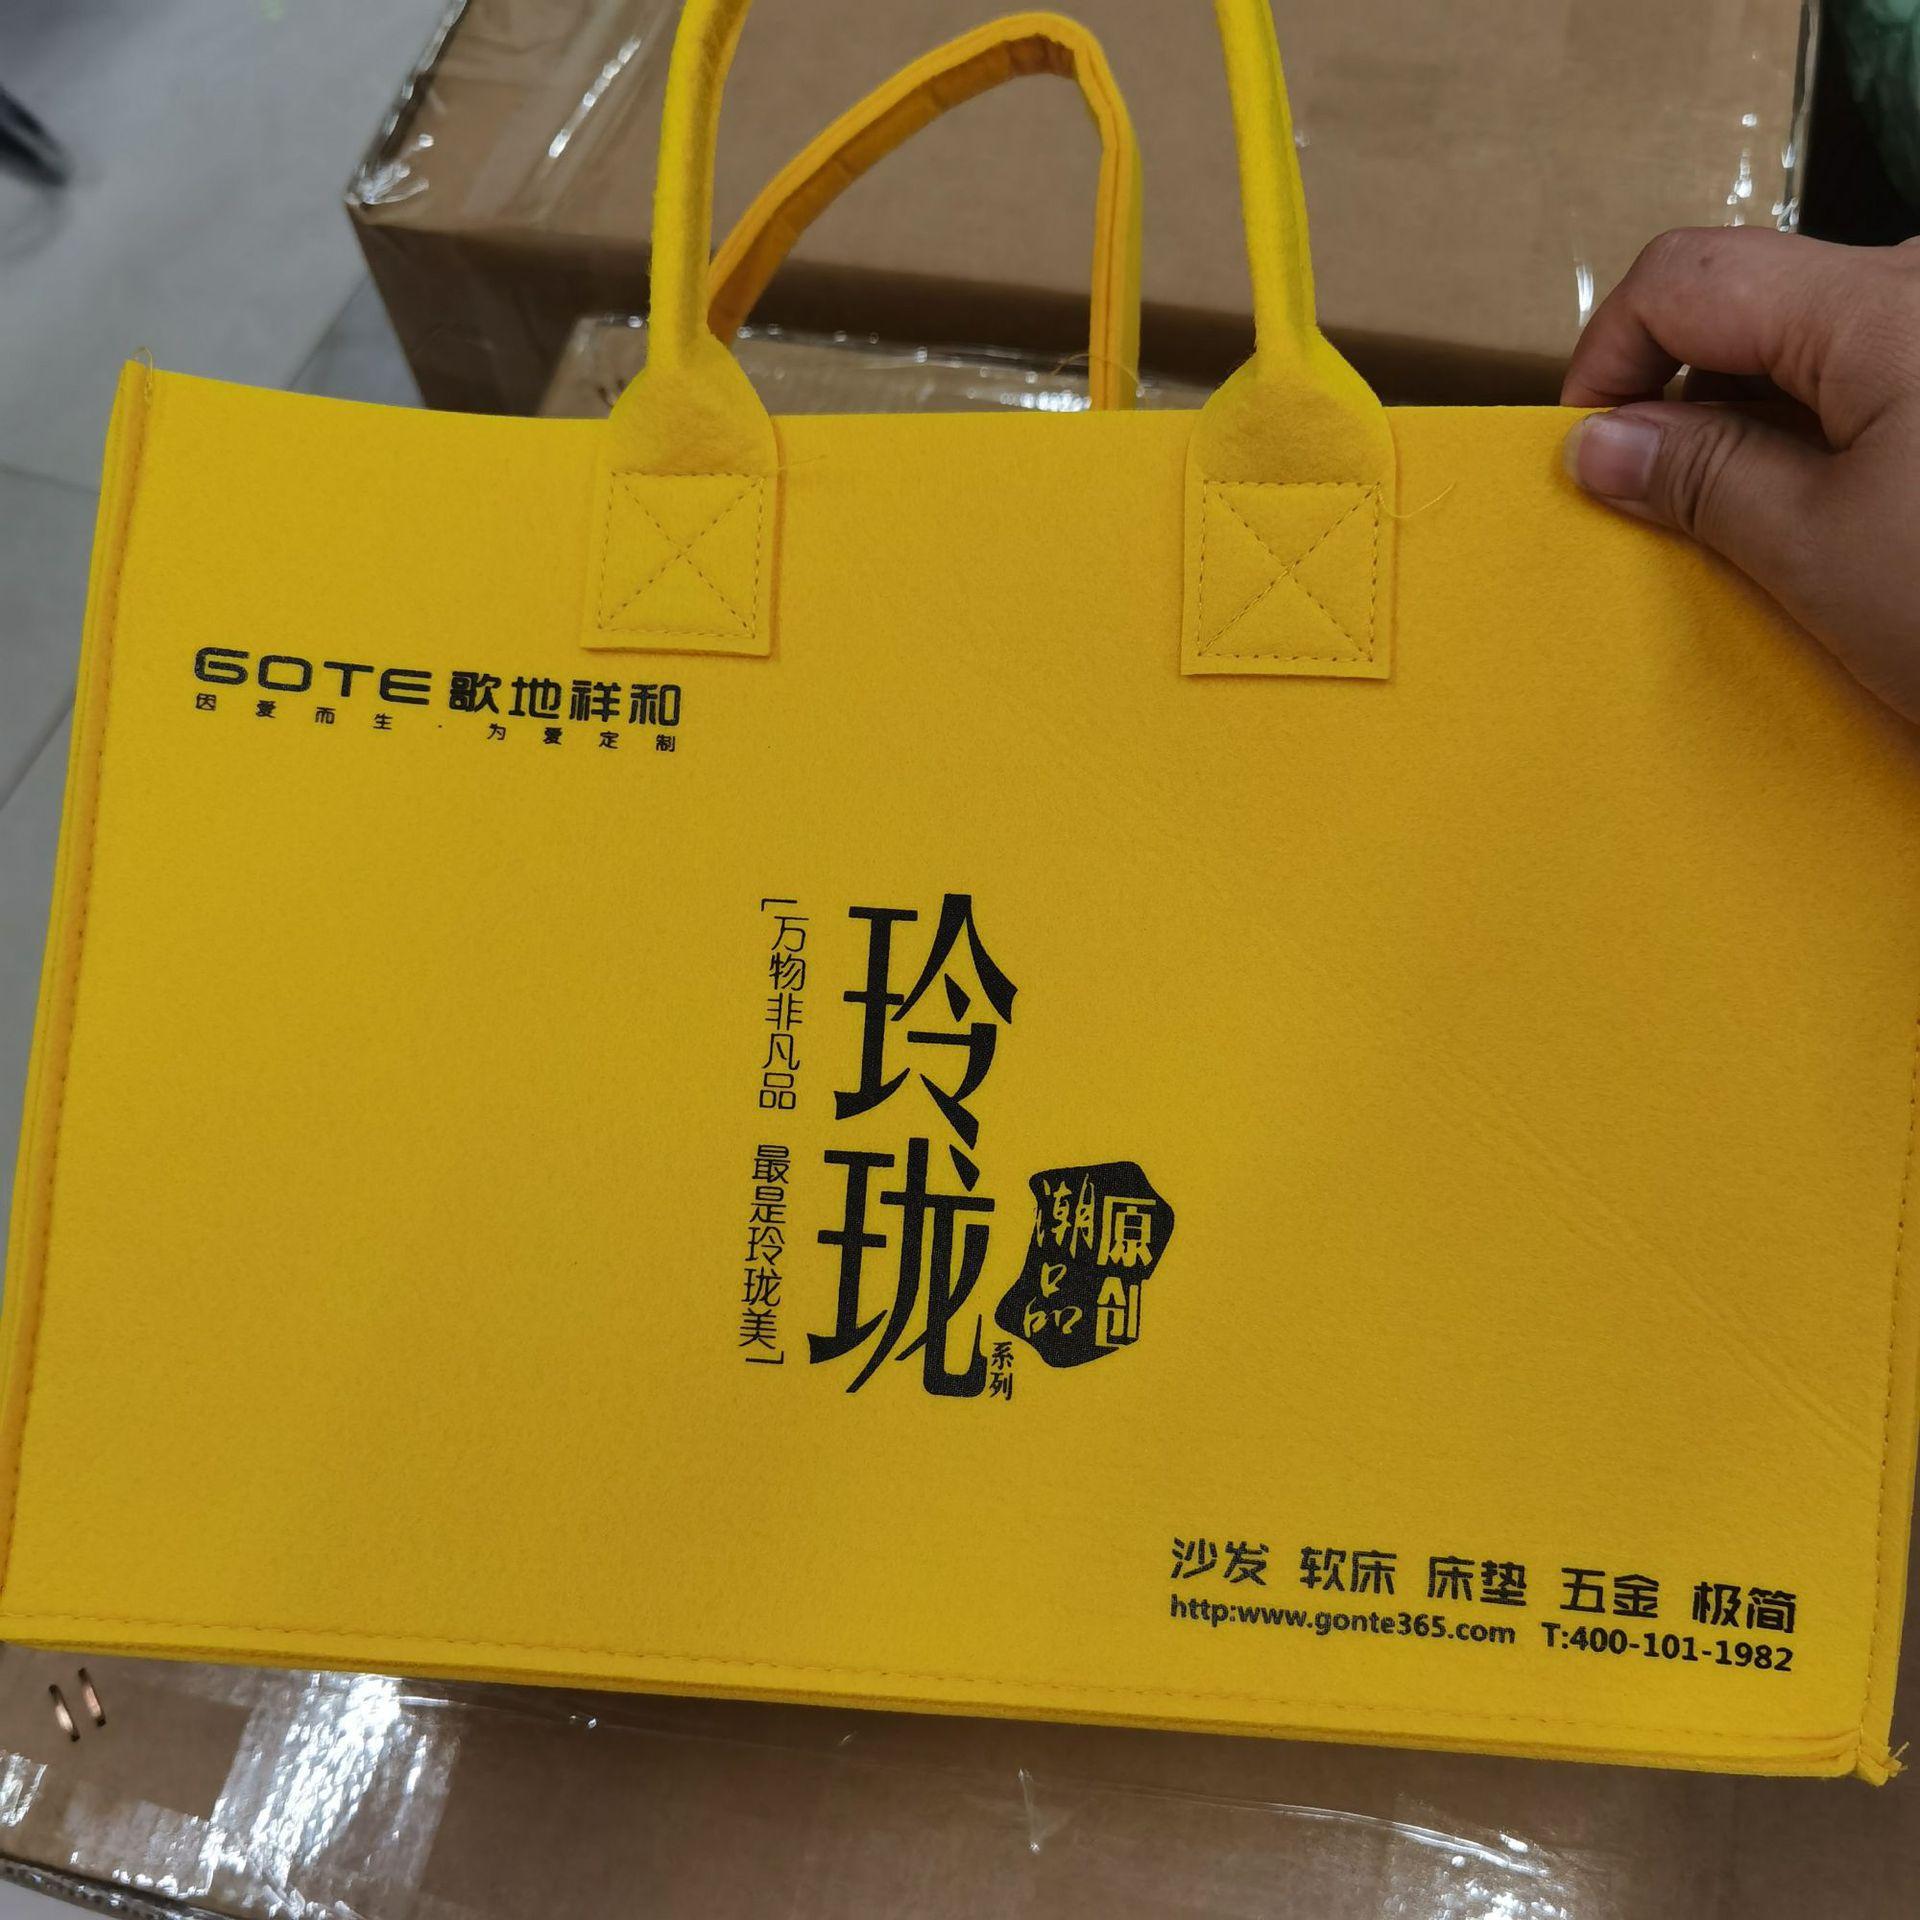 GOTE 歌地祥和
因爱而生·为爱定制
「万物非凡品 最是玲珑美」
玲珑
系列
原创
潮品
沙发 软床 床垫 五金 极简
http:www.gonte365.com T:400-101-1982